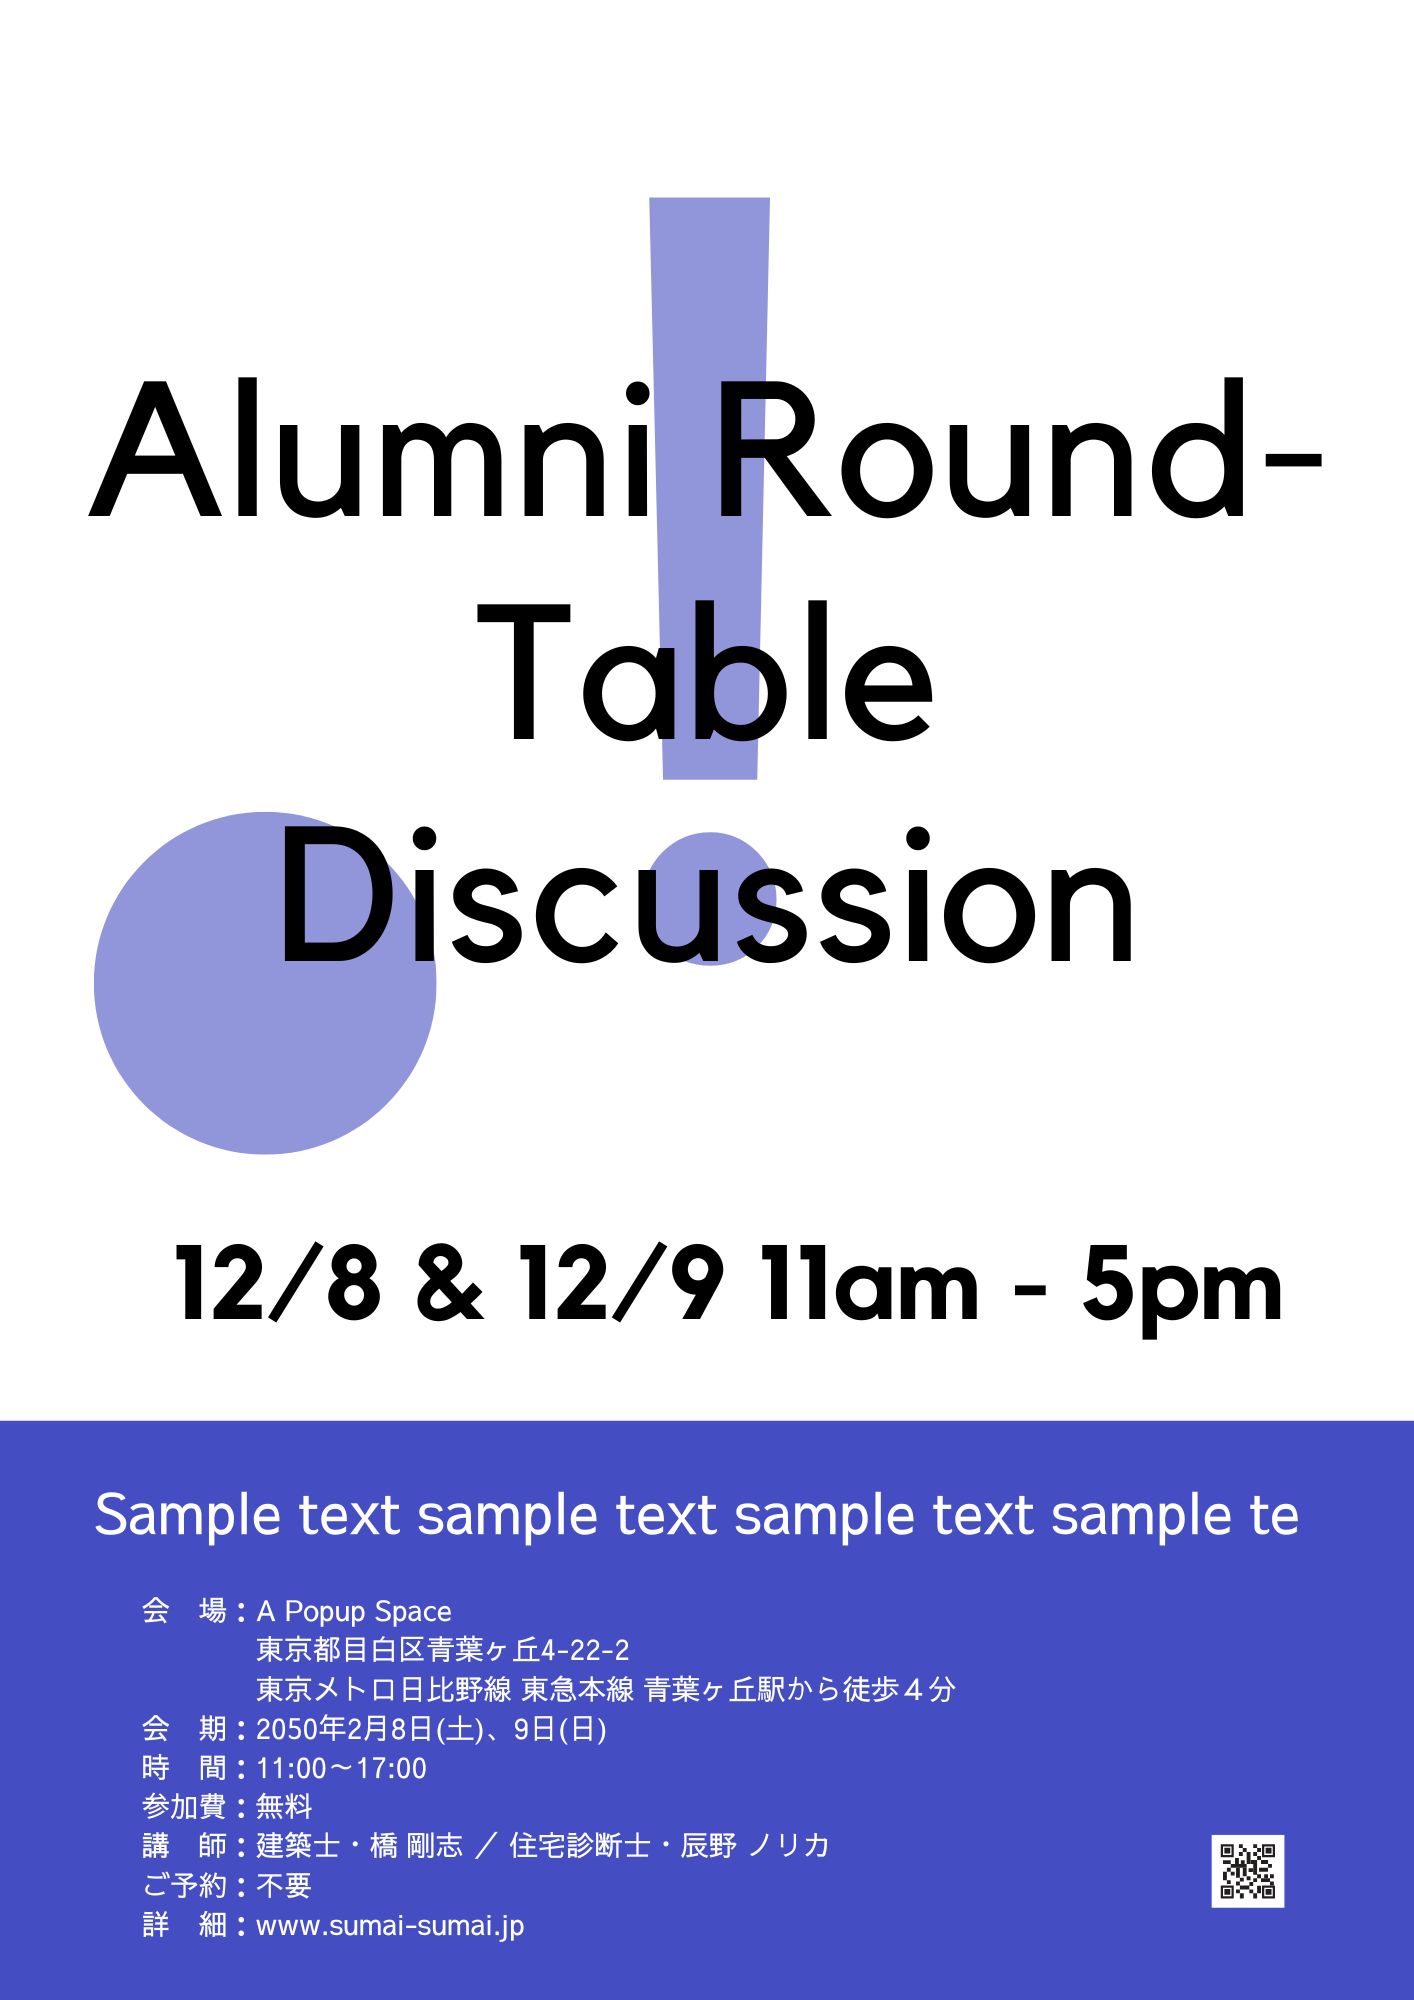 Alumni Round-
Table
Discussion
12/8 & 12/9 11am - 5pm
Sample text sample text sample text sample te
会　場：A Popup Space
東京都目白区青葉ヶ丘4-22-2
東京メトロ日比野線 東急本線 青葉ヶ丘駅から徒歩４分
会　期：2050年2月8日(土)、9日(日)
時　間：11:00〜17:00
参加費：無料
講　師：建築士・橋 剛志 ／ 住宅診断士・辰野 ノリカ
ご予約：不要
詳　細：www.sumai-sumai.jp